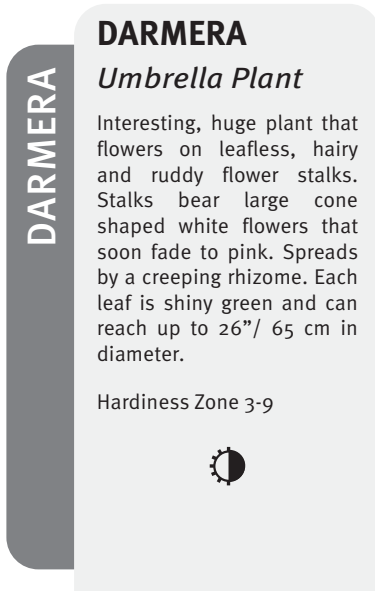 DARMERA
DARMERA
Umbrella Plant
Interesting, huge plant that
flowers on leafless, hairy
and ruddy flower stalks.
Stalks bear large cone
shaped white flowers that
soon fade to pink. Spreads
by a creeping rhizome. Each
leaf is shiny green and can
reach up to 26”/ 65 cm in
diameter.
Hardiness Zone 3-9